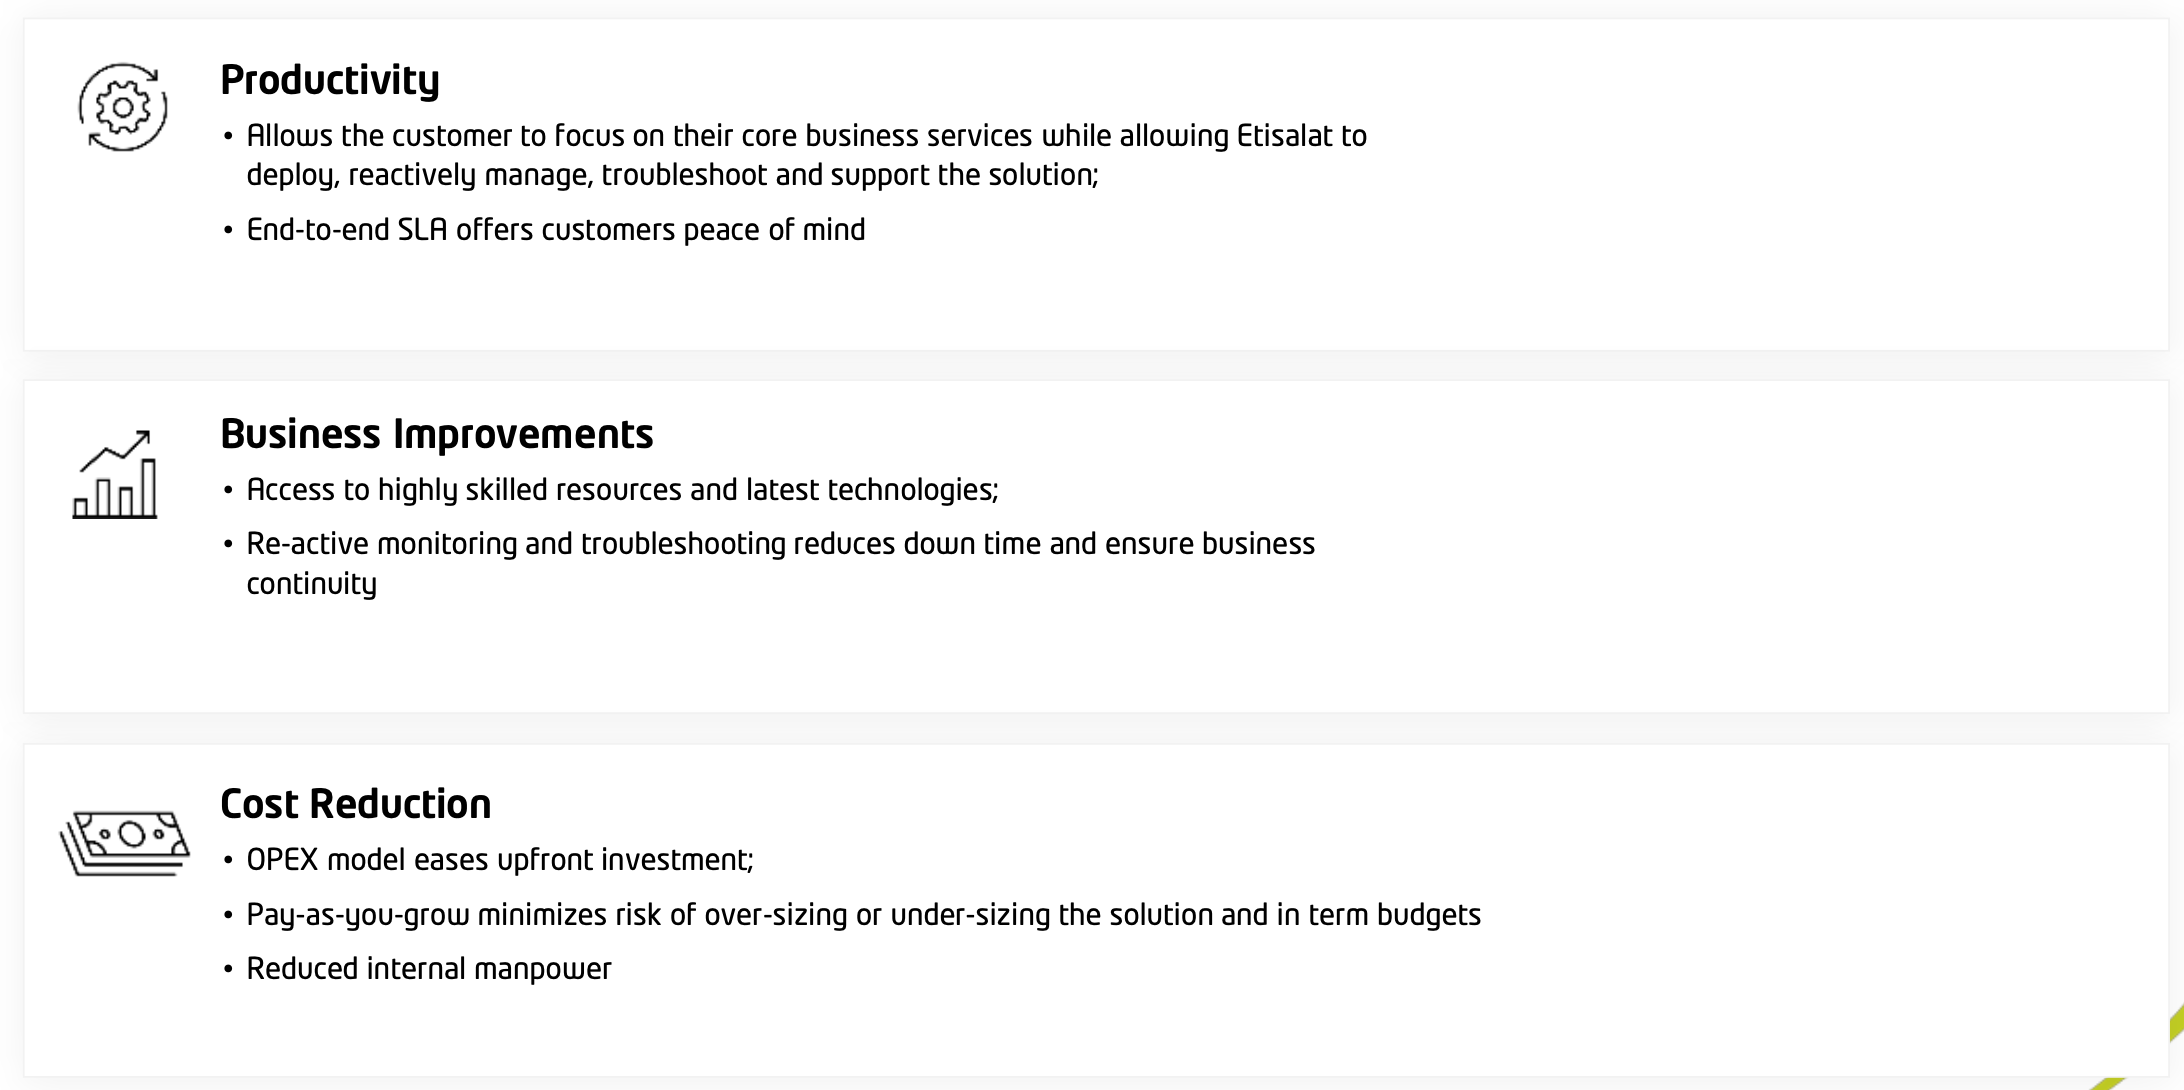 Productivity
• Allows the customer to focus on their core business services while allowing Etisalat to
deploy, reactively manage, troubleshoot and support the solution;
• End-to-end SLA offers customers peace of mind
Business Improvements
• Access to highly skilled resources and latest technologies;
• Re-active monitoring and troubleshooting reduces down time and ensure business
continuity
Cost Reduction
• OPEX model eases upfront investment;
• Pay-as-you-grow minimizes risk of over-sizing or under-sizing the solution and in term budgets
• Reduced internal manpower